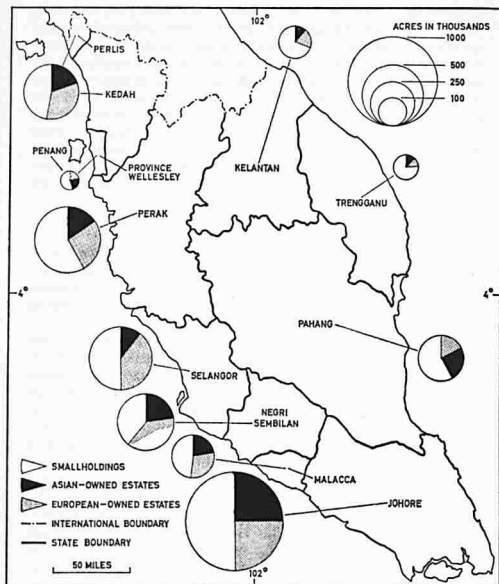 102
ACRES IN THOUSANDS
1000
500
250
100
PERLIS
KEDAH
PENANG
PROVINCE
WELLESLEY
KELANTAN
TRENGGANU
PERAK
4°
4°
PAHANG
SELANGOR
NEGRI
SEMBILAN
MALACCA
JOHORE
SMALLHOLDINGS
ASIAN-OWNED ESTATES
EUROPEAN-OWNED ESTATES
INTERNATIONAL BOUNDARY
STATE BOUNDARY
50 MILES
102°